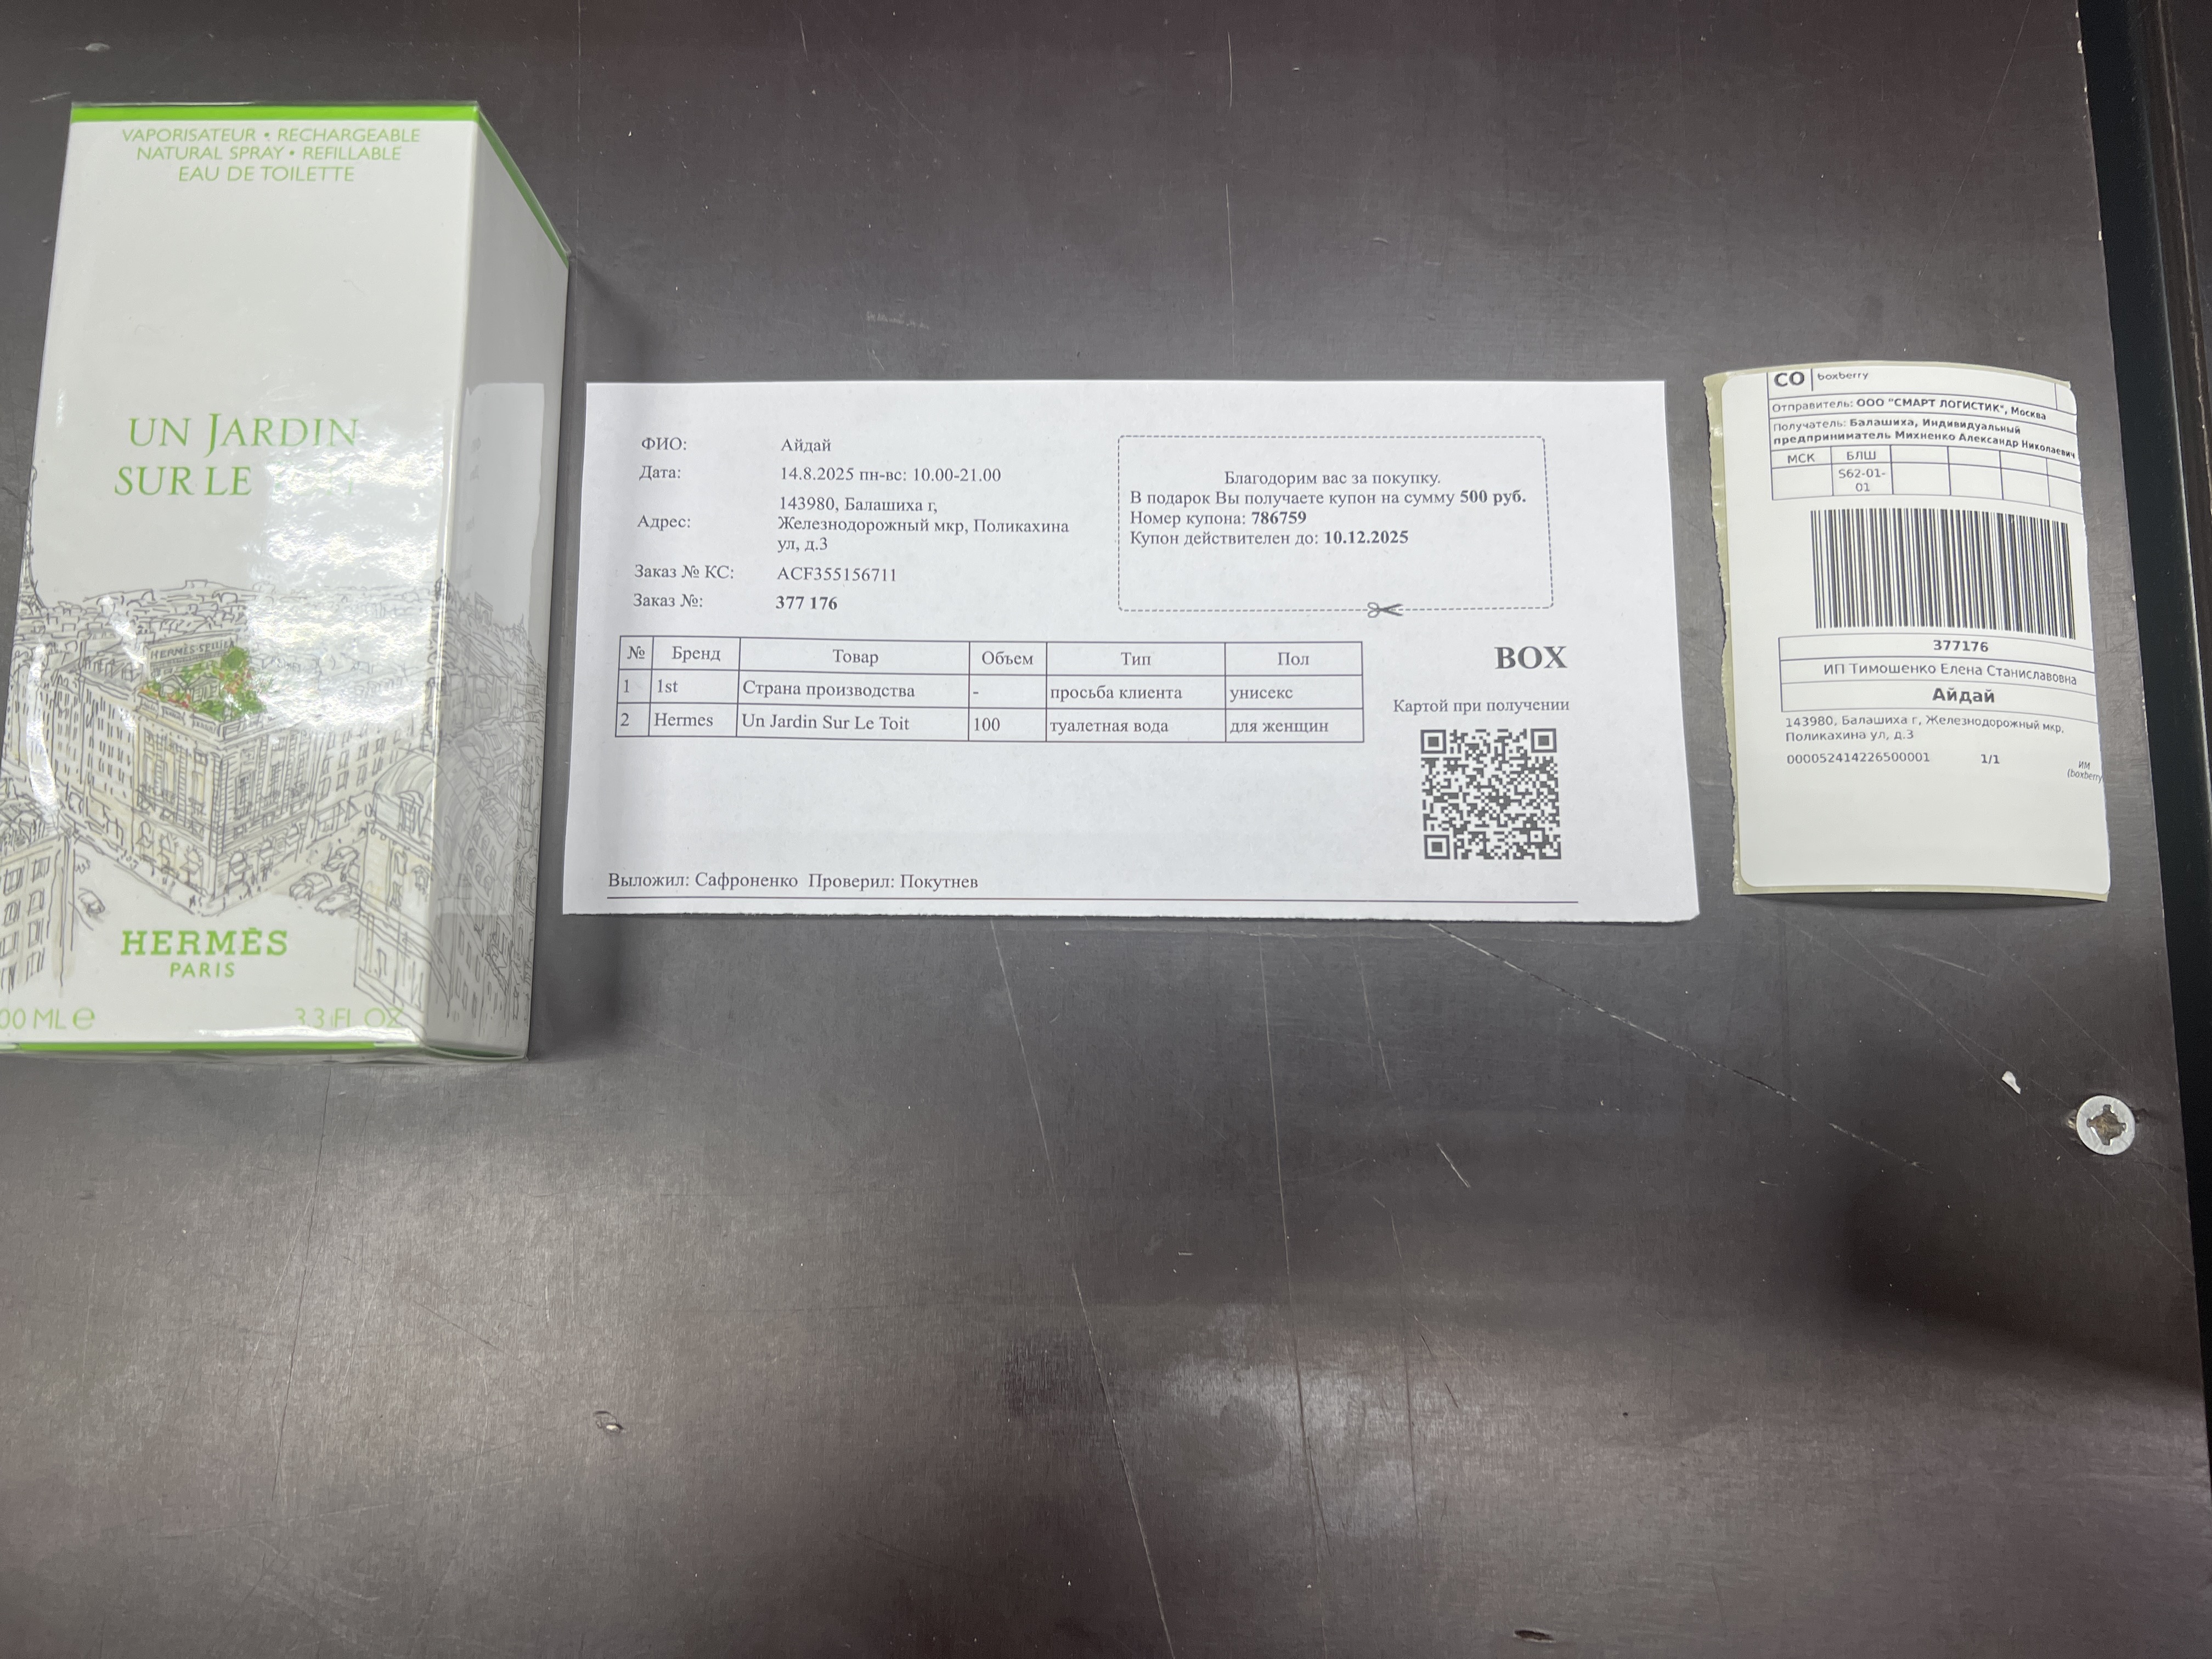 VAPORISATEUR • RECHARGEABLE
NATURAL SPRAY • REFILLABLE
EAU DE TOILETTE
UN JARDIN
SUR LE
HERMÈS SELLIER
HERMÈS
PARIS
00 ML e
3.3 FL OZ
ФИО: Айдай
Дата: 14.8.2025 пн-вс: 10.00-21.00
Адрес: 143980, Балашиха г,
Железнодорожный мкр, Поликахина
ул, д.3
Заказ № КС: ACF355156711
Заказ №: 377 176
Благодорим вас за покупку.
В подарок Вы получаете купон на сумму 500 руб.
Номер купона: 786759
Купон действителен до: 10.12.2025
№ Бренд Товар Объем Тип Пол
1 1st Страна производства - просьба клиента унисекс
2 Hermes Un Jardin Sur Le Toit 100 туалетная вода для женщин
BOX
Картой при получении
Выложил: Сафроненко Проверил: Покутнев
CO boxberry
Отправитель: ООО "СМАРТ ЛОГИСТИК", Москва
Получатель: Балашиха, Индивидуальный
предприниматель Михненко Александр Николаевич
МСК БЛШ
S62-01-
01
377176
ИП Тимошенко Елена Станиславовна
Айдай
143980, Балашиха г, Железнодорожный мкр,
Поликахина ул, д.3
000052414226500001 1/1
ИМ
(boxberry